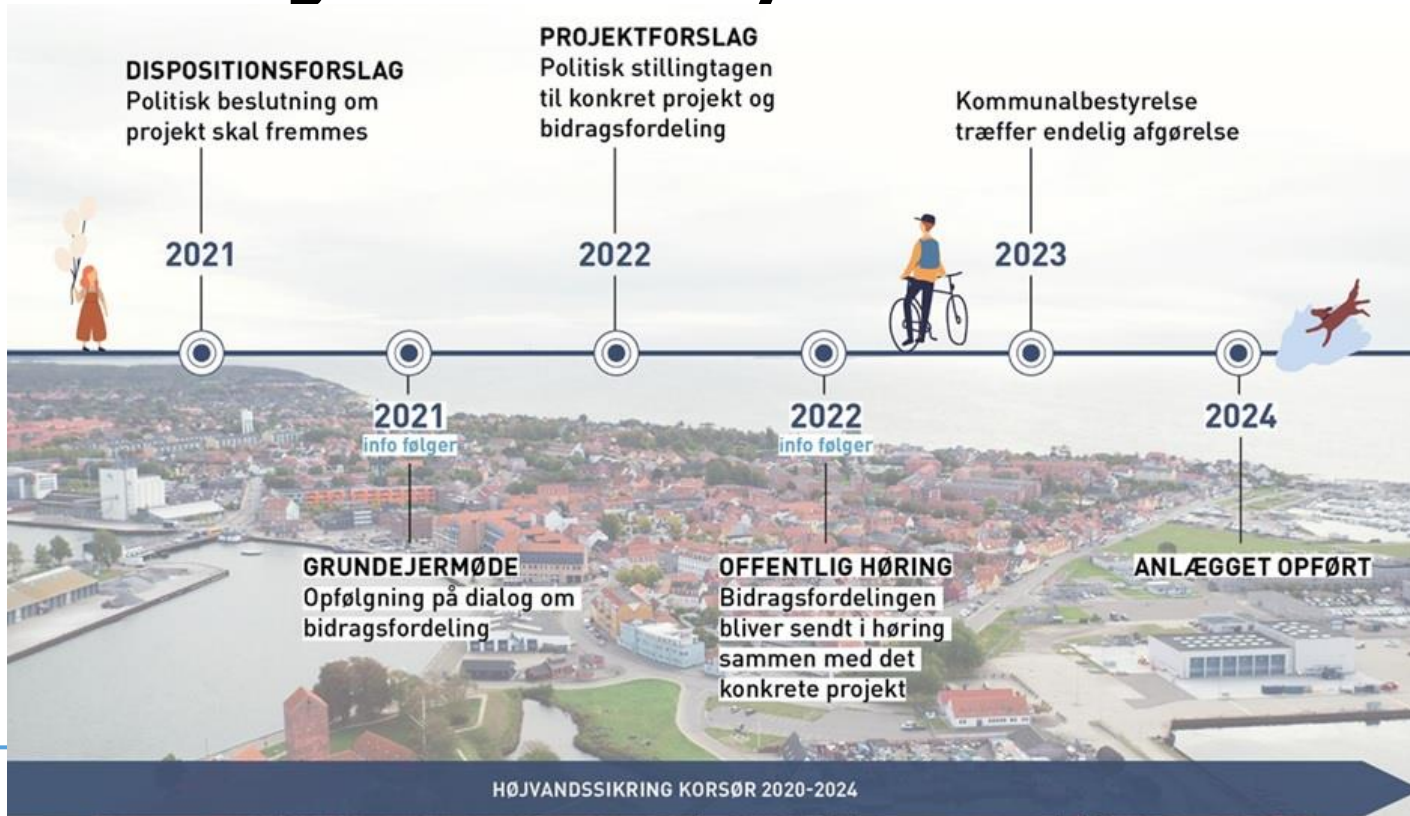 DISPOSITIONSFORSLAG
Politisk beslutning om
projekt skal fremmes
2021
PROJEKTFORSLAG
Politisk stillingtagen
til konkret projekt og
bidragsfordeling
2022
Kommunalbestyrelse
træffer endelig afgørelse
2023
2021
info følger
GRUNDEJERMØDE
Opfølgning på dialog om
bidragsfordeling
2022
info følger
OFFENTLIG HØRING
Bidragsfordelingen
bliver sendt i høring
sammen med det
konkrete projekt
2024
ANLÆGGET OPFØRT
HØJVANDSSIKRING KORSØR 2020-2024